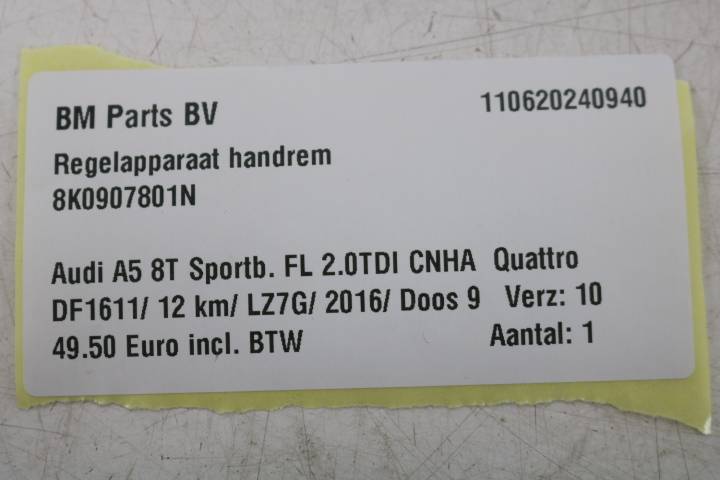 BM Parts BV 110620240940
Regelapparaat handrem
8K0907801N
Audi A5 8T Sportb. FL 2.0TDI CNHA Quattro
DF1611/ 12 km/ LZ7G/ 2016/ Doos 9 Verz: 10
49.50 Euro incl. BTW Aantal: 1